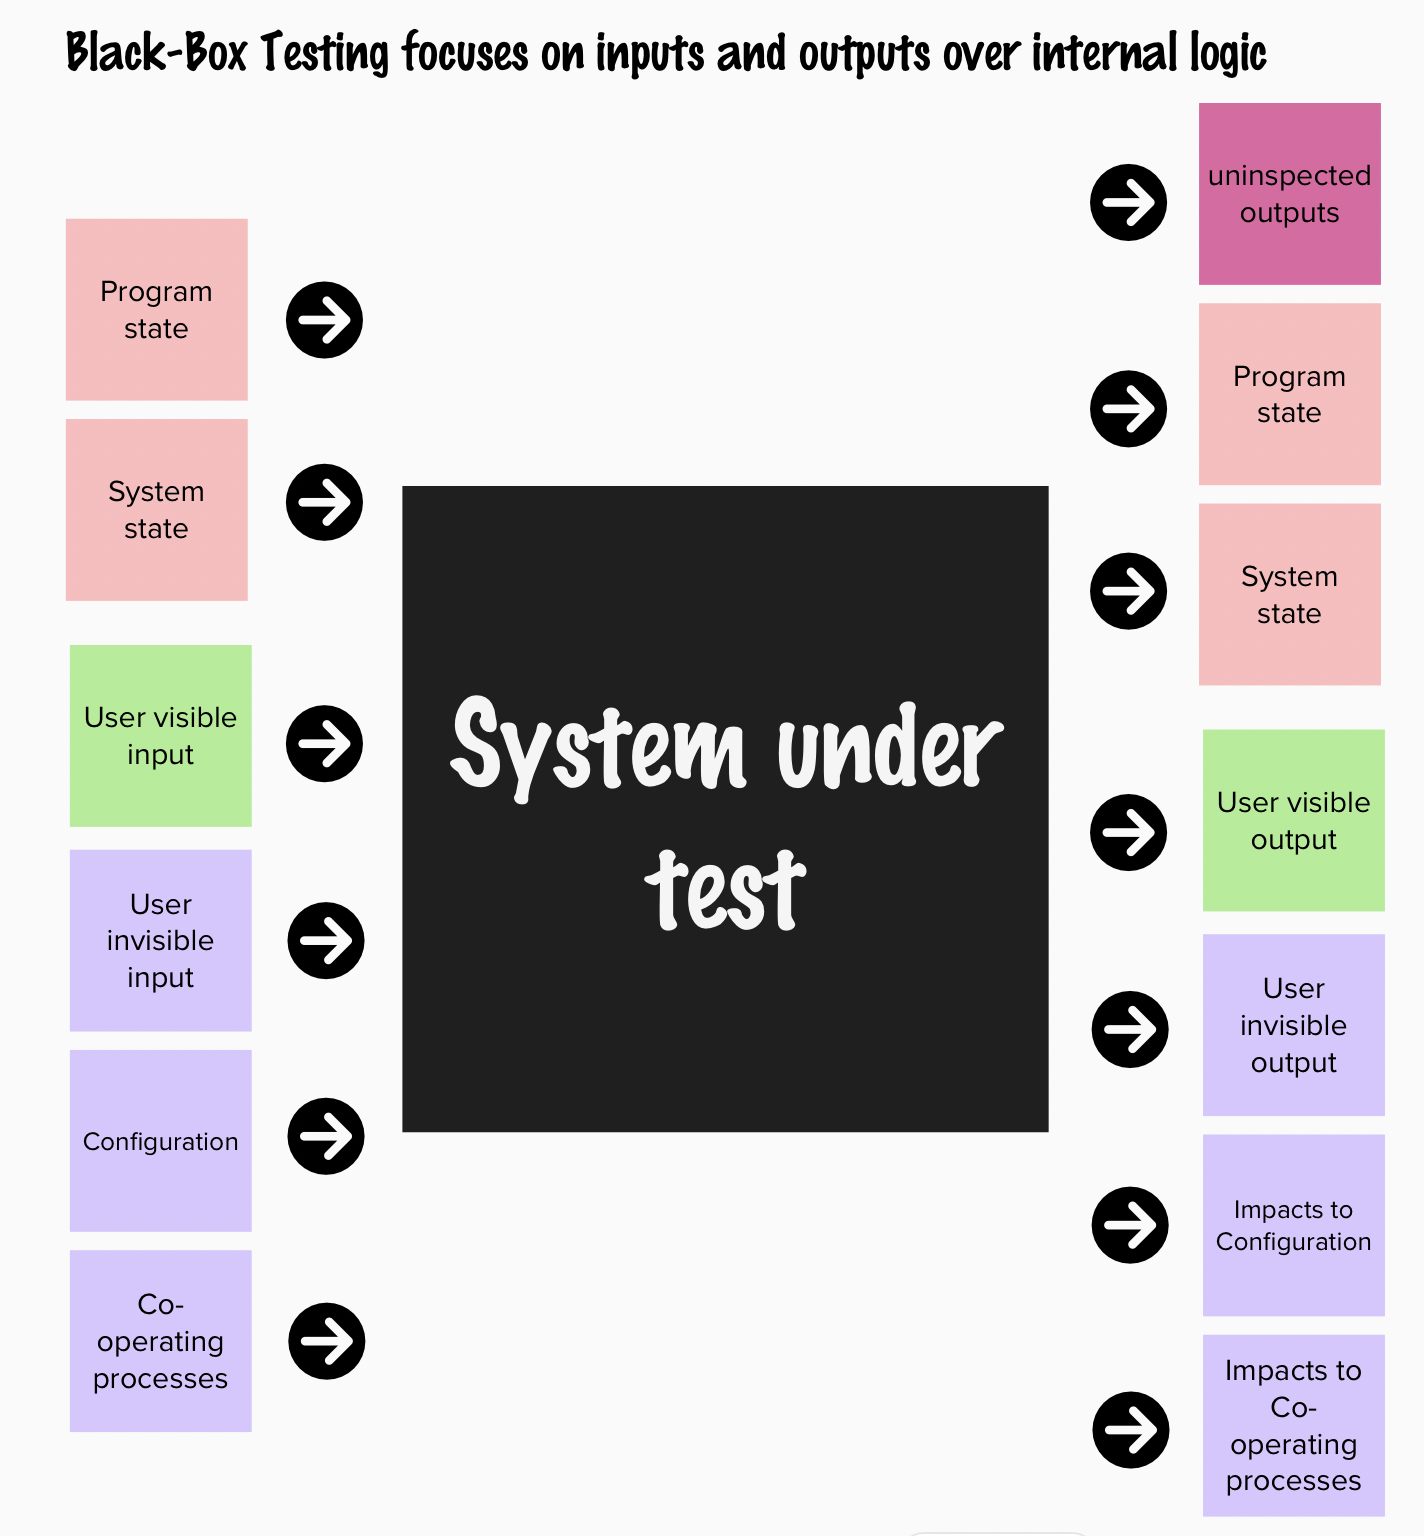 Black-Box Testing focuses on inputs and outputs over internal logic
Program
state
System
state
User visible
input
User
invisible
input
Configuration
Co-
operating
processes
System under
test
uninspected
outputs
Program
state
System
state
User visible
output
User
invisible
output
Impacts to
Configuration
Impacts to
Co-
operating
processes